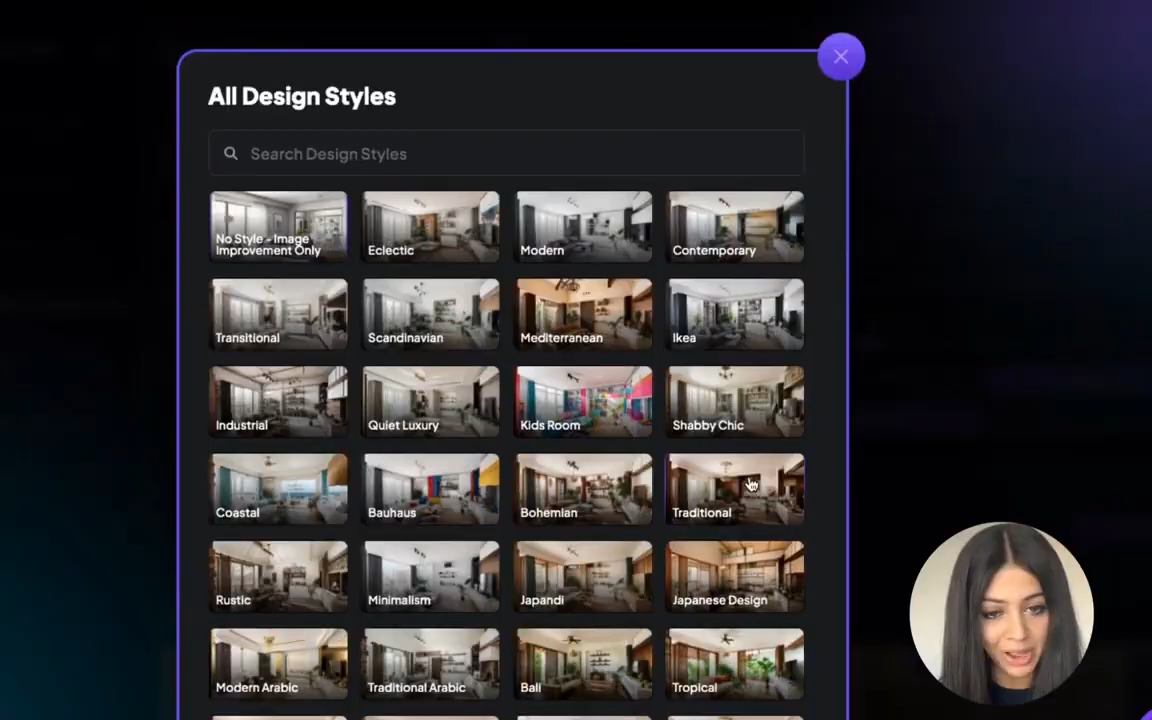 All Design Styles
Search Design Styles
No Style - Image
Improvement Only
Eclectic
Modern
Contemporary
Transitional
Scandinavian
Mediterranean
Ikea
Industrial
Quiet Luxury
Kids Room
Shabby Chic
Coastal
Bauhaus
Bohemian
Traditional
Rustic
Minimalism
Japandi
Japanese Design
Modern Arabic
Traditional Arabic
Bali
Tropical